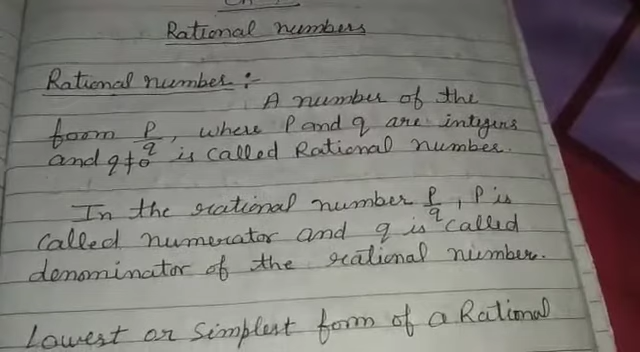 Rational numbers
Rational number :-
A number of the
form p/q, where p and q are integers
and q≠0 is called Rational number.
In the rational number p/q, p is
called numerator and q is called
denominator of the rational number.
Lowest or simplest form of a Rational